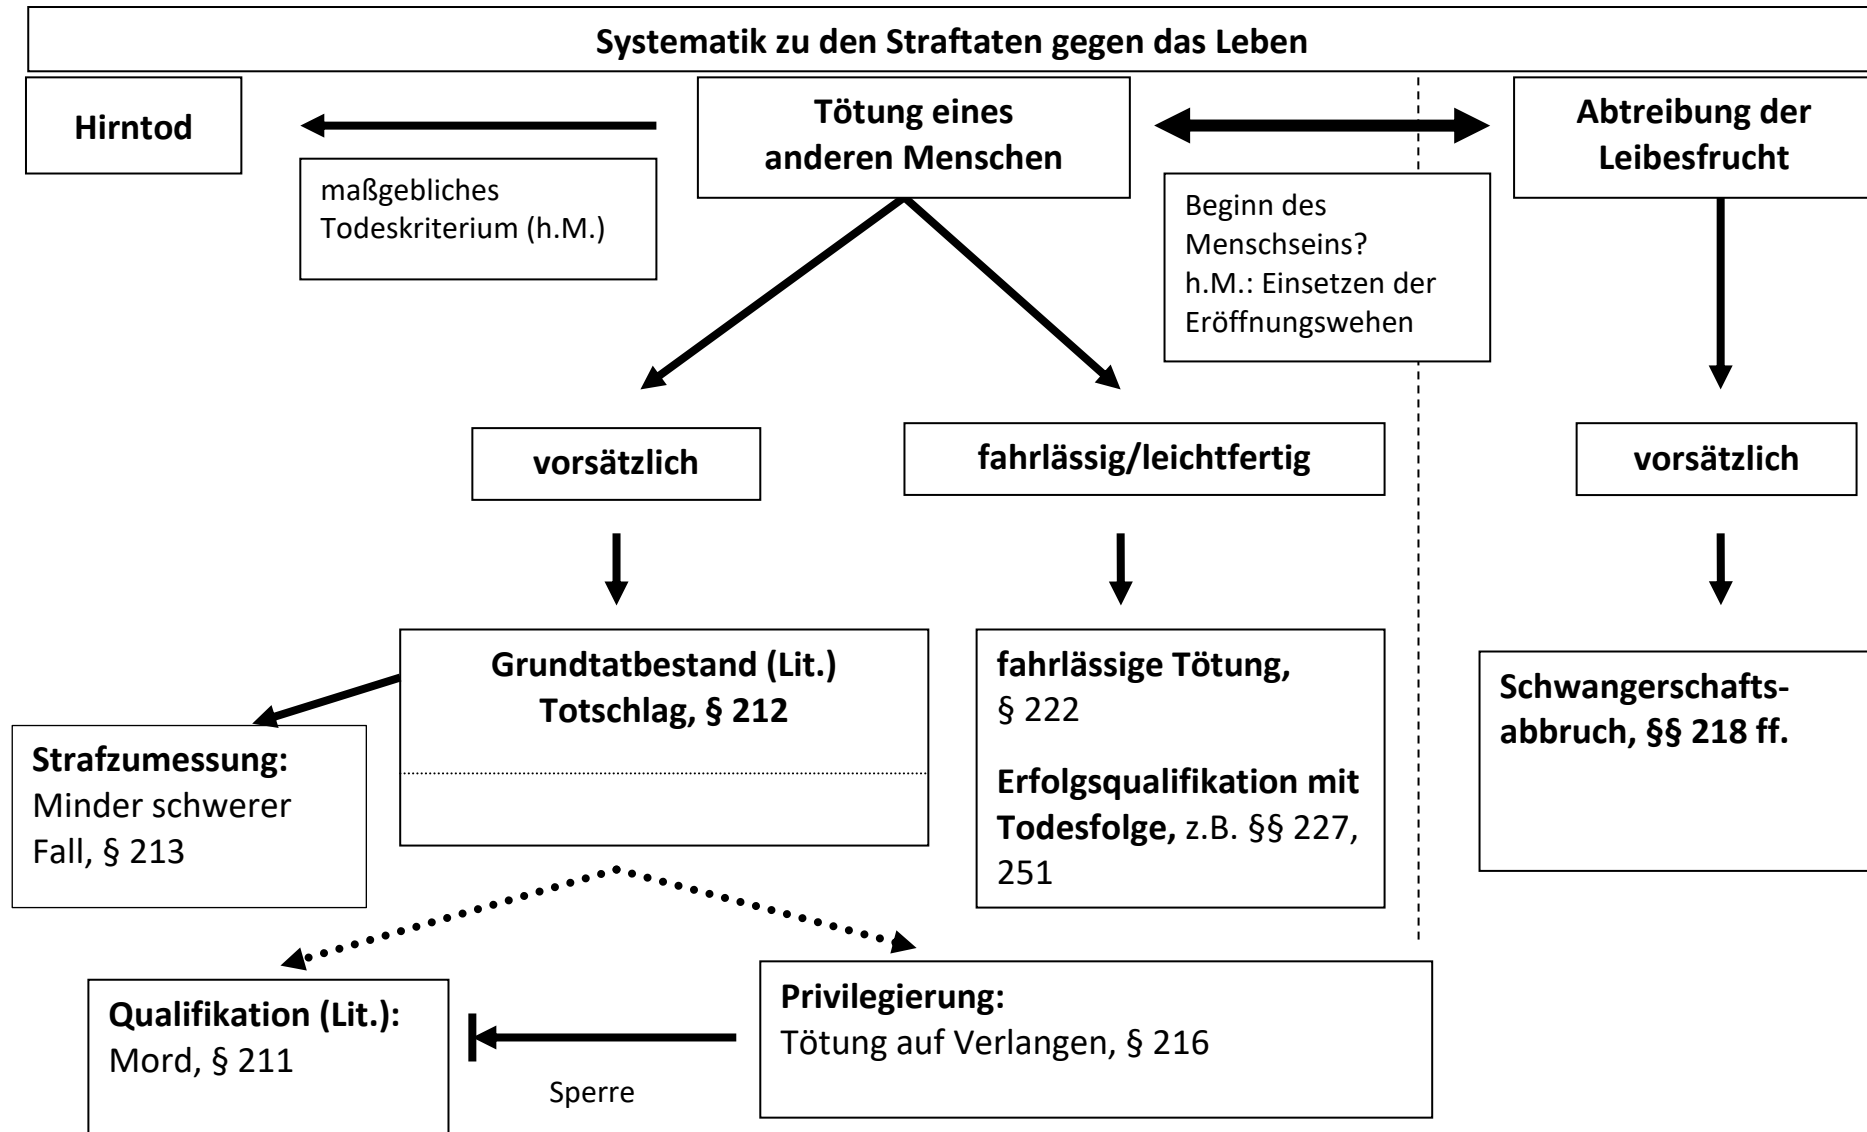 Systematik zu den Straftaten gegen das Leben
Hirntod
Tötung eines
anderen Menschen
Abtreibung der
Leibesfrucht
maßgebliches
Todeskriterium (h.M.)
Beginn des
Menschseins?
h.M.: Einsetzen der
Eröffnungswehen
vorsätzlich
fahrlässig/leichtfertig
vorsätzlich
Grundtatbestand (Lit.)
Totschlag, § 212
fahrlässige Tötung,
§ 222
Erfolgsqualifikation mit
Todesfolge, z.B. §§ 227,
251
Schwangerschafts-
abbruch, §§ 218 ff.
Strafzumessung:
Minder schwerer
Fall, § 213
Qualifikation (Lit.):
Mord, § 211
Sperre
Privilegierung:
Tötung auf Verlangen, § 216